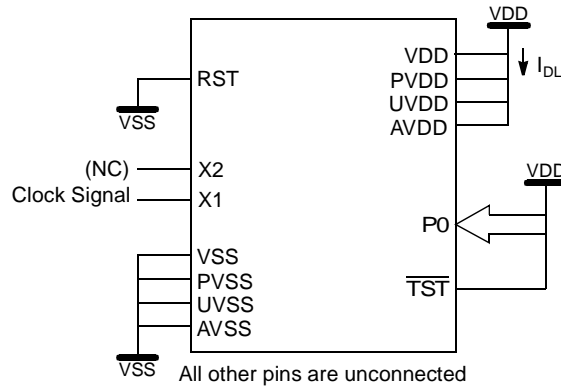 VDD
VDD
I_DL
PVDD
UVDD
AVDD
RST
VSS
(NC)
X2
Clock Signal
X1
VDD
P0
TST
VSS
PVSS
UVSS
AVSS
VSS
All other pins are unconnected